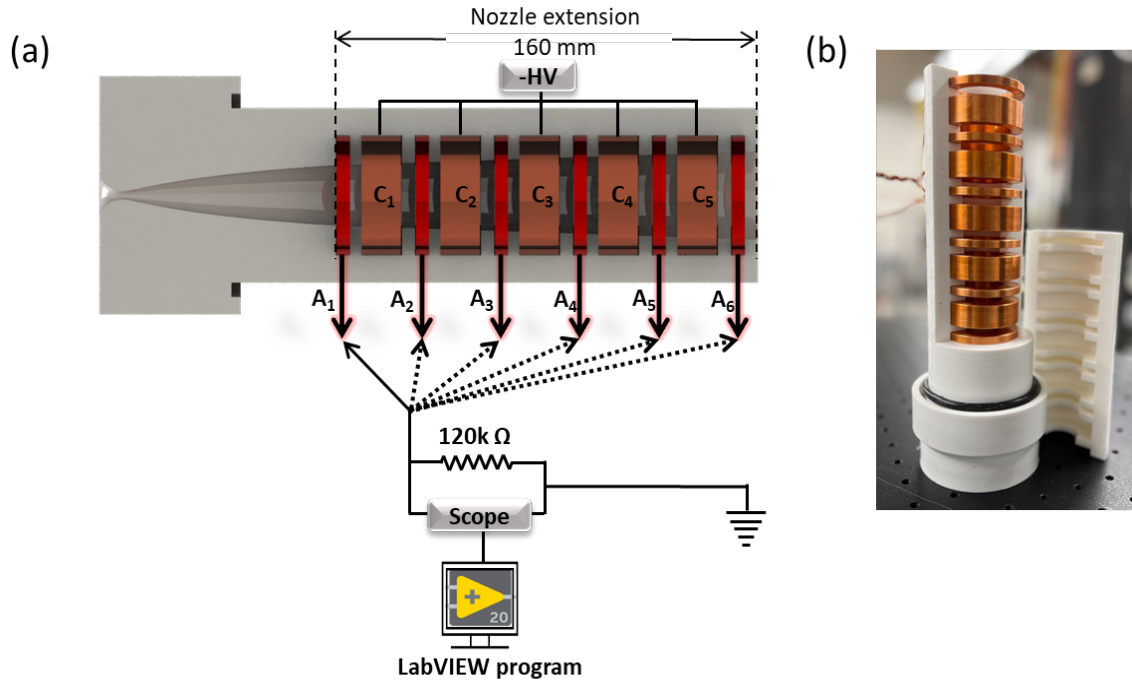 (a)
Nozzle extension
160 mm
-HV
C1 C2 C3 C4 C5
A1 A2 A3 A4 A5 A6
120k Ω
Scope
+
20
LabVIEW program
(b)